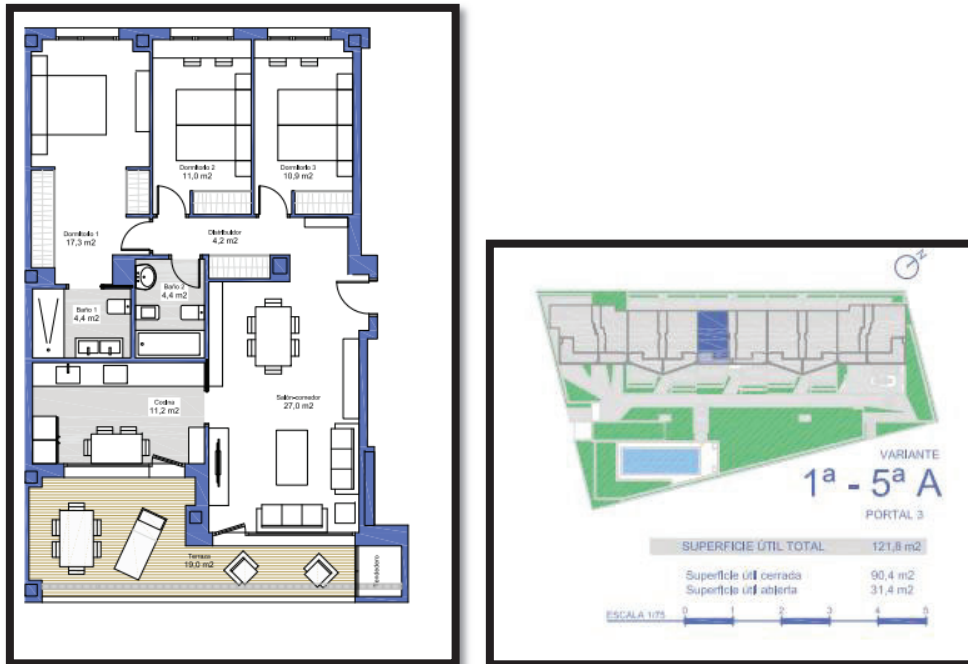 Dormitorio 2
11,0 m2
Dormitorio 3
10,9 m2
Dormitorio 1
17,3 m2
Distribuidor
4,2 m2
Baño 2
4,4 m2
Baño 1
4,4 m2
Cocina
11,2 m2
Salón-comedor
27,0 m2
Terraza
19,0 m2
Tendedero
N
VARIANTE
1ª - 5ª A
PORTAL 3
SUPERFICIE ÚTIL TOTAL 121,8 m2
Superficie útil cerrada 90,4 m2
Superficie útil abierta 31,4 m2
ESCALA 1/75 0 1 2 3 4 5